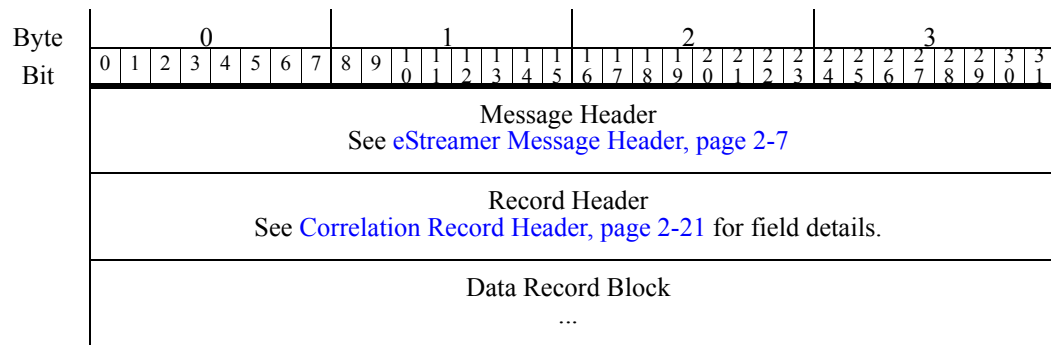 Byte 0 1 2 3
Bit 0 1 2 3 4 5 6 7 8 9 10 11 12 13 14 15 16 17 18 19 20 21 22 23 24 25 26 27 28 29 30 31
Message Header
See eStreamer Message Header, page 2-7
Record Header
See Correlation Record Header, page 2-21 for field details.
Data Record Block
...